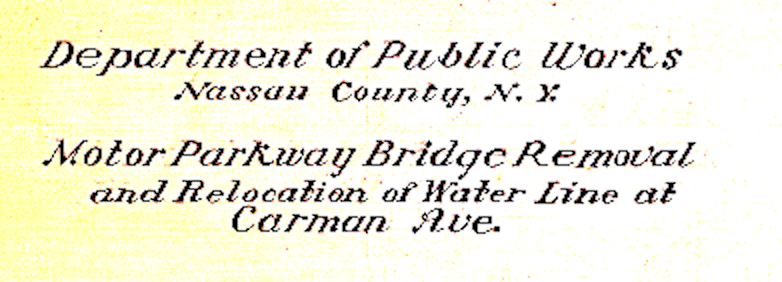 Department of Public Works
Nassau County, N. Y.
Motor Parkway Bridge Removal
and Relocation of Water Line at
Carman Ave.